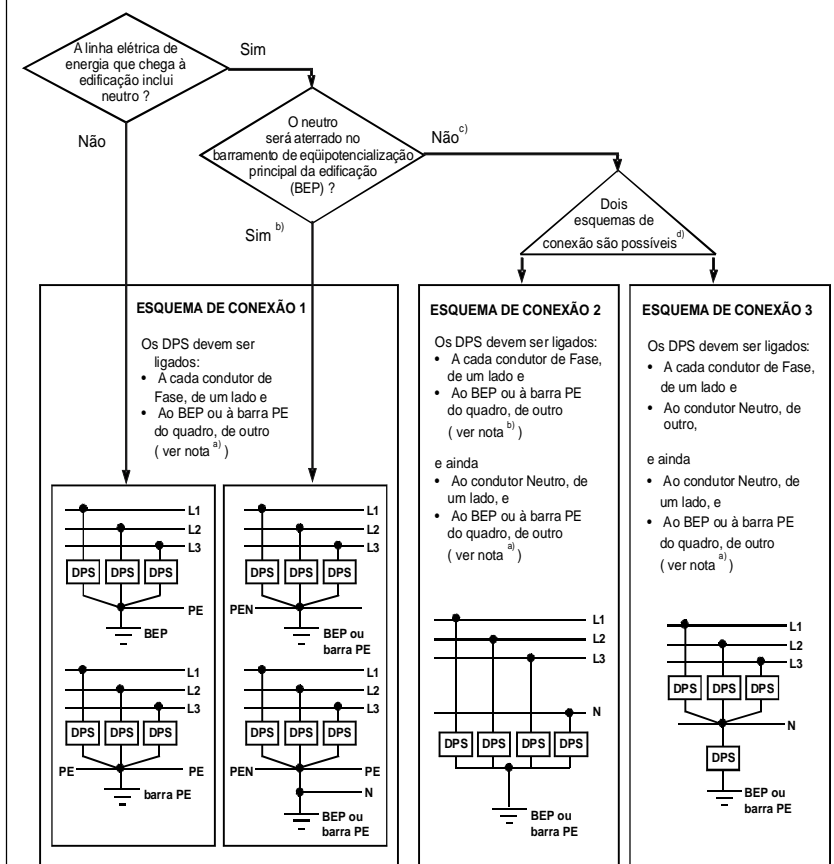 A linha elétrica de
energia que chega à
edificação inclui
neutro ?
Sim
Não
O neutro
será aterrado no
barramento de eqüipotencialização
principal da edificação
(BEP) ?
Não c)
Sim b)
Dois
esquemas de
conexão são possíveis d)
ESQUEMA DE CONEXÃO 1
Os DPS devem ser
ligados:
• A cada condutor de
Fase, de um lado e
• Ao BEP ou à barra PE
do quadro, de outro
( ver nota a) )
L1
L2
L3
DPS DPS DPS
PE
BEP
L1
L2
L3
DPS DPS DPS
PE PE
barra PE
L1
L2
L3
DPS DPS DPS
PEN
BEP ou
barra PE
L1
L2
L3
DPS DPS DPS
PEN PE
N
BEP ou
barra PE
ESQUEMA DE CONEXÃO 2
Os DPS devem ser ligados:
• A cada condutor de Fase,
de um lado e
• Ao BEP ou à barra PE
do quadro, de outro
( ver nota b) )
e ainda
• Ao condutor Neutro, de
um lado, e
• Ao BEP ou à barra PE
do quadro, de outro
( ver nota a) )
L1
L2
L3
N
DPS DPS DPS DPS
BEP ou
barra PE
ESQUEMA DE CONEXÃO 3
Os DPS devem ser ligados:
• A cada condutor de Fase,
de um lado e
• Ao condutor Neutro, de
outro,
e ainda
• Ao condutor Neutro, de
um lado, e
• Ao BEP ou à barra PE
do quadro, de outro
( ver nota a) )
L1
L2
L3
DPS DPS DPS
N
DPS
BEP ou
barra PE